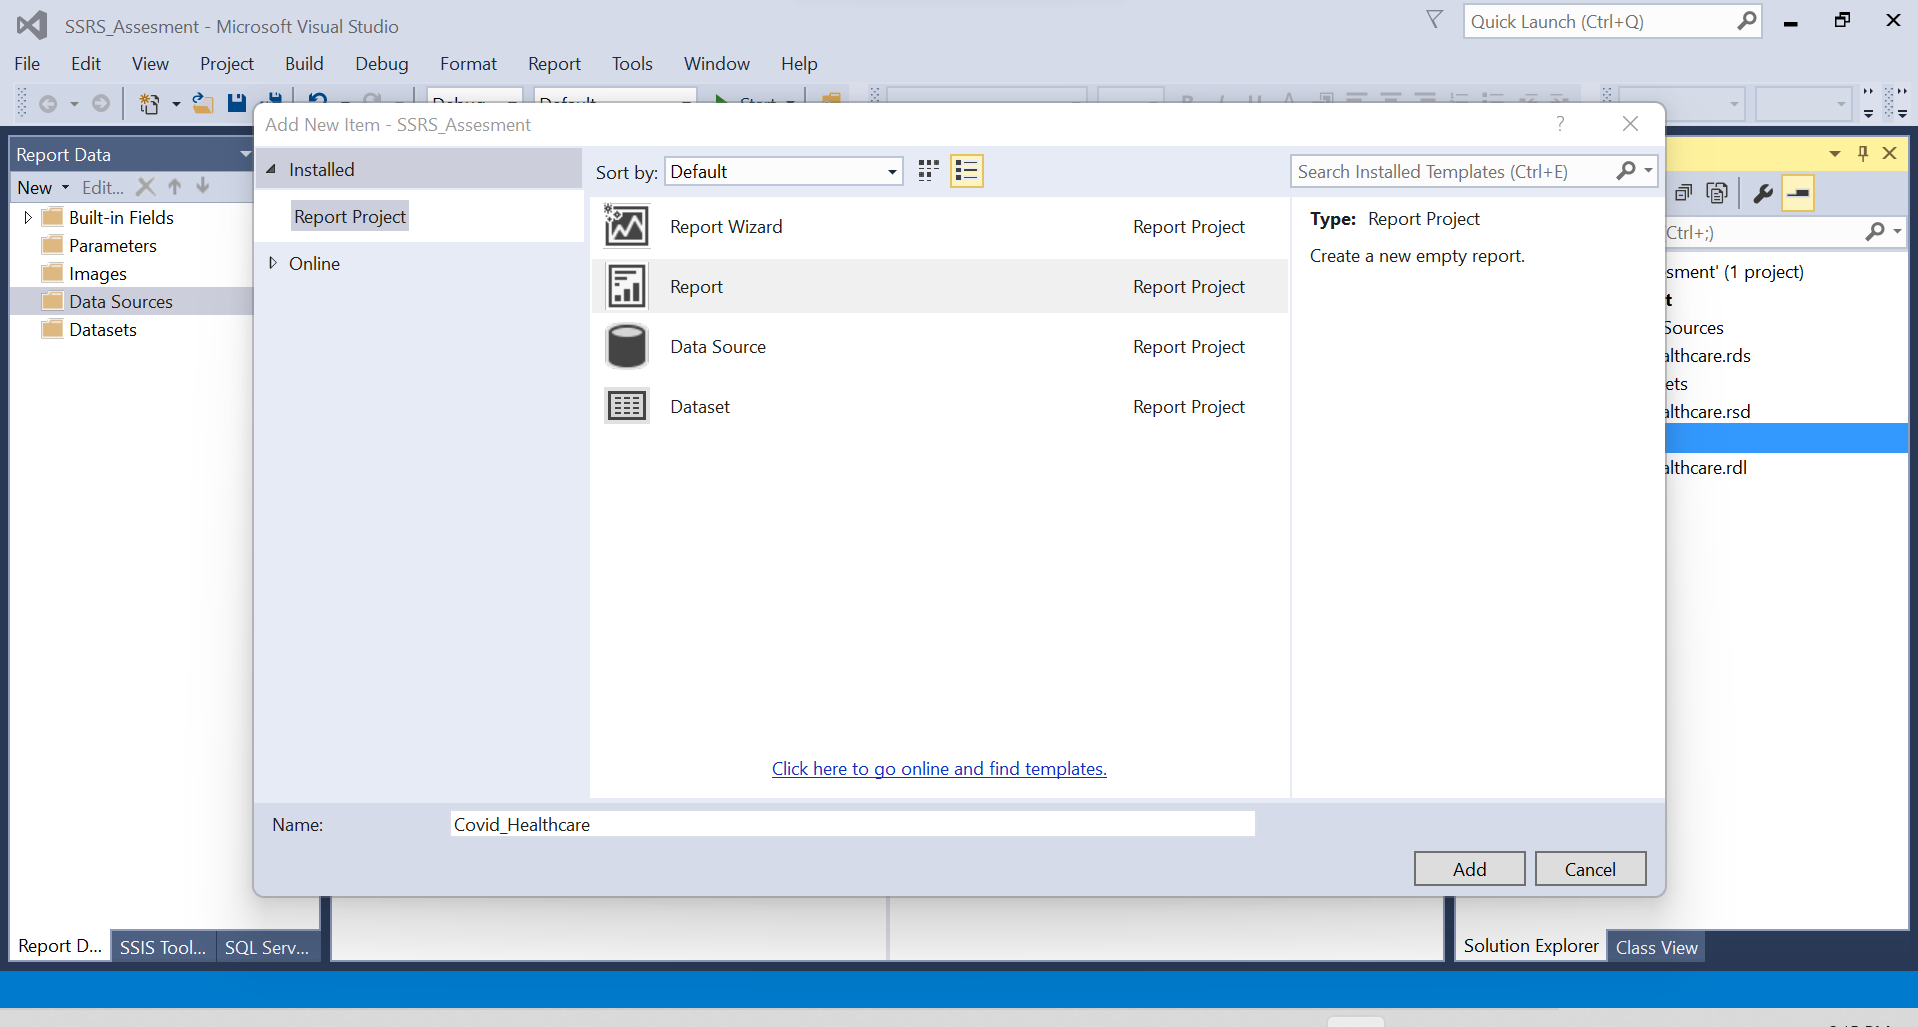 SSRS_Assesment - Microsoft Visual Studio
Quick Launch (Ctrl+Q)
File Edit View Project Build Debug Format Report Tools Window Help
Add New Item - SSRS_Assesment
?
Report Data
New Edit...
Built-in Fields
Parameters
Images
Data Sources
Datasets
Installed
Report Project
Online
Sort by: Default
Search Installed Templates (Ctrl+E)
Report Wizard Report Project
Report Report Project
Data Source Report Project
Dataset Report Project
Type: Report Project
Create a new empty report.
Click here to go online and find templates.
Name: Covid_Healthcare
Add Cancel
Ctrl+;)
sment' (1 project)
t
Sources
althcare.rds
ets
althcare.rsd
althcare.rdl
Report D... SSIS Tool... SQL Serv...
Solution Explorer Class View